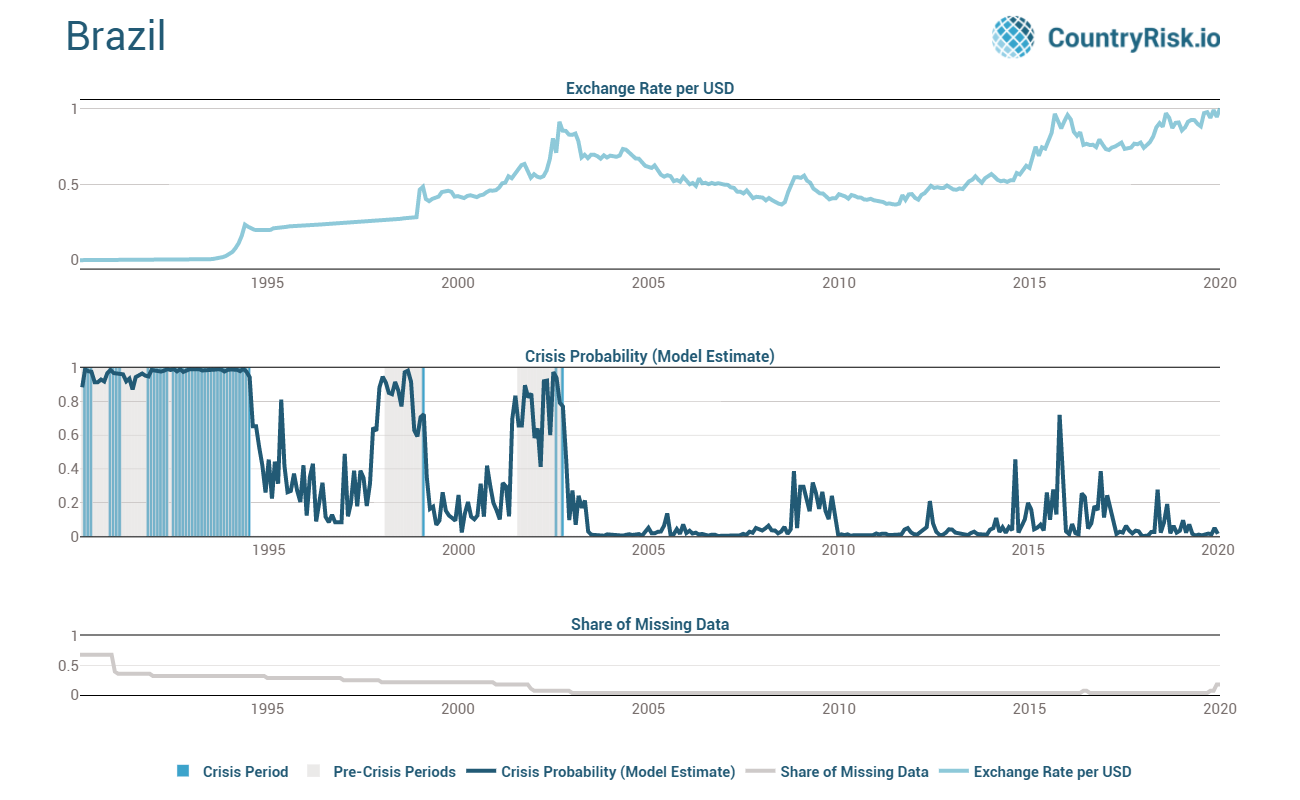 Brazil
CountryRisk.io
Exchange Rate per USD
1
0.5
0
1995 2000 2005 2010 2015 2020
Crisis Probability (Model Estimate)
1
0.8
0.6
0.4
0.2
0
1995 2000 2005 2010 2015 2020
Share of Missing Data
1
0.5
0
1995 2000 2005 2010 2015 2020
Crisis Period Pre-Crisis Periods Crisis Probability (Model Estimate) Share of Missing Data Exchange Rate per USD